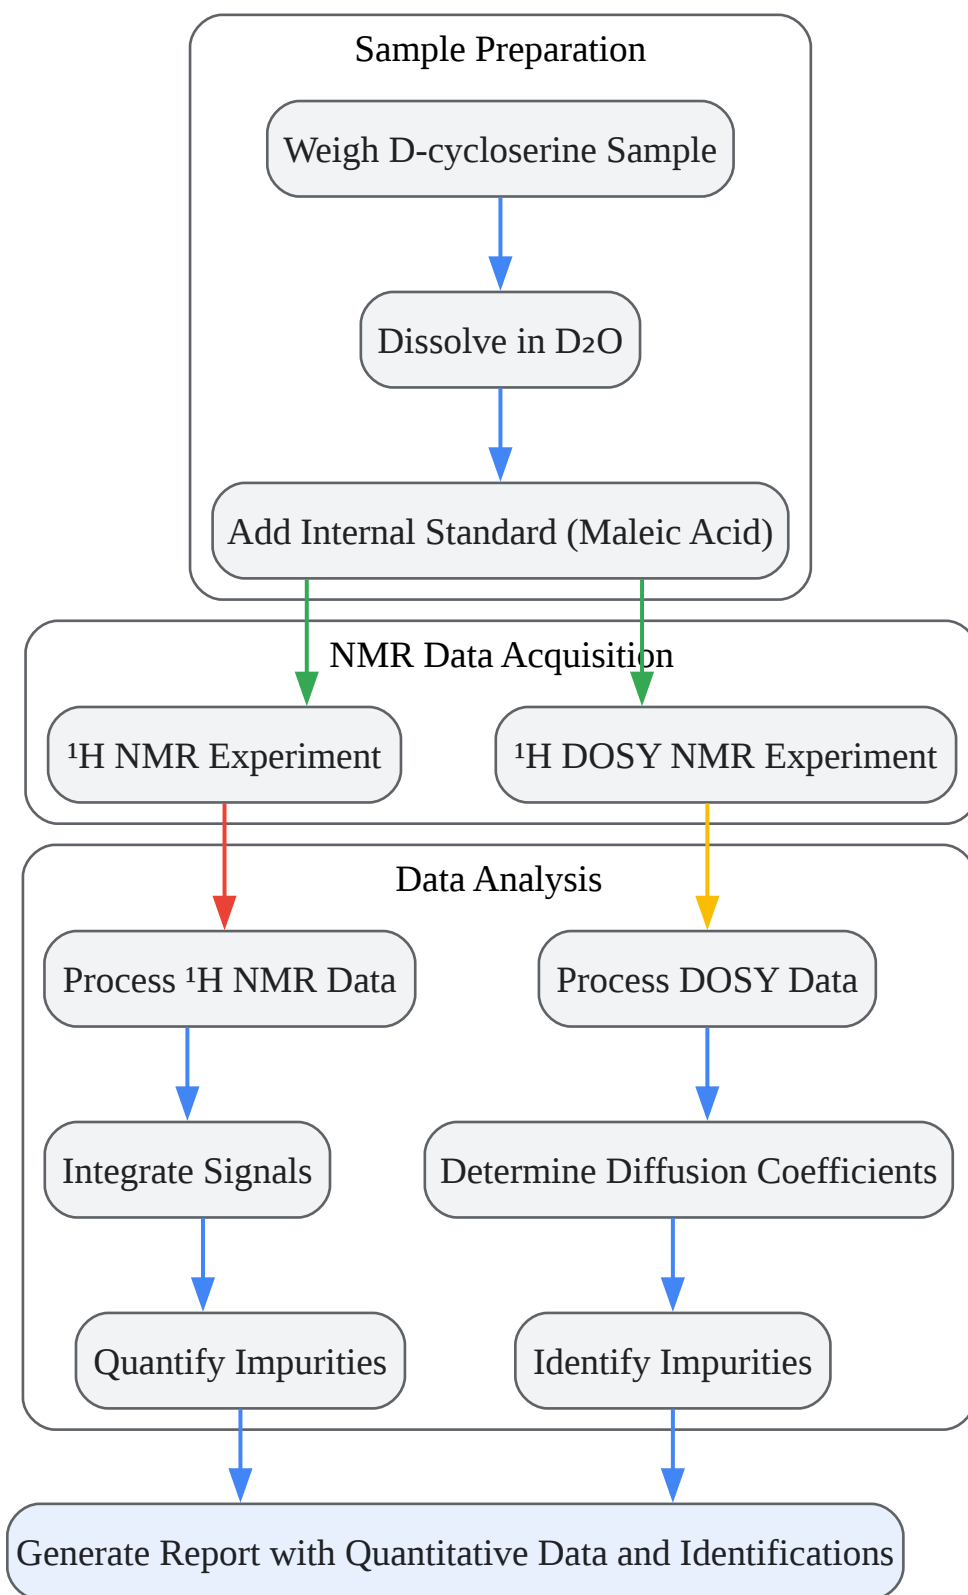 Sample Preparation
Weigh D-cycloserine Sample
Dissolve in D₂O
Add Internal Standard (Maleic Acid)
NMR Data Acquisition
¹H NMR Experiment
¹H DOSY NMR Experiment
Data Analysis
Process ¹H NMR Data
Process DOSY Data
Integrate Signals
Determine Diffusion Coefficients
Quantify Impurities
Identify Impurities
Generate Report with Quantitative Data and Identifications